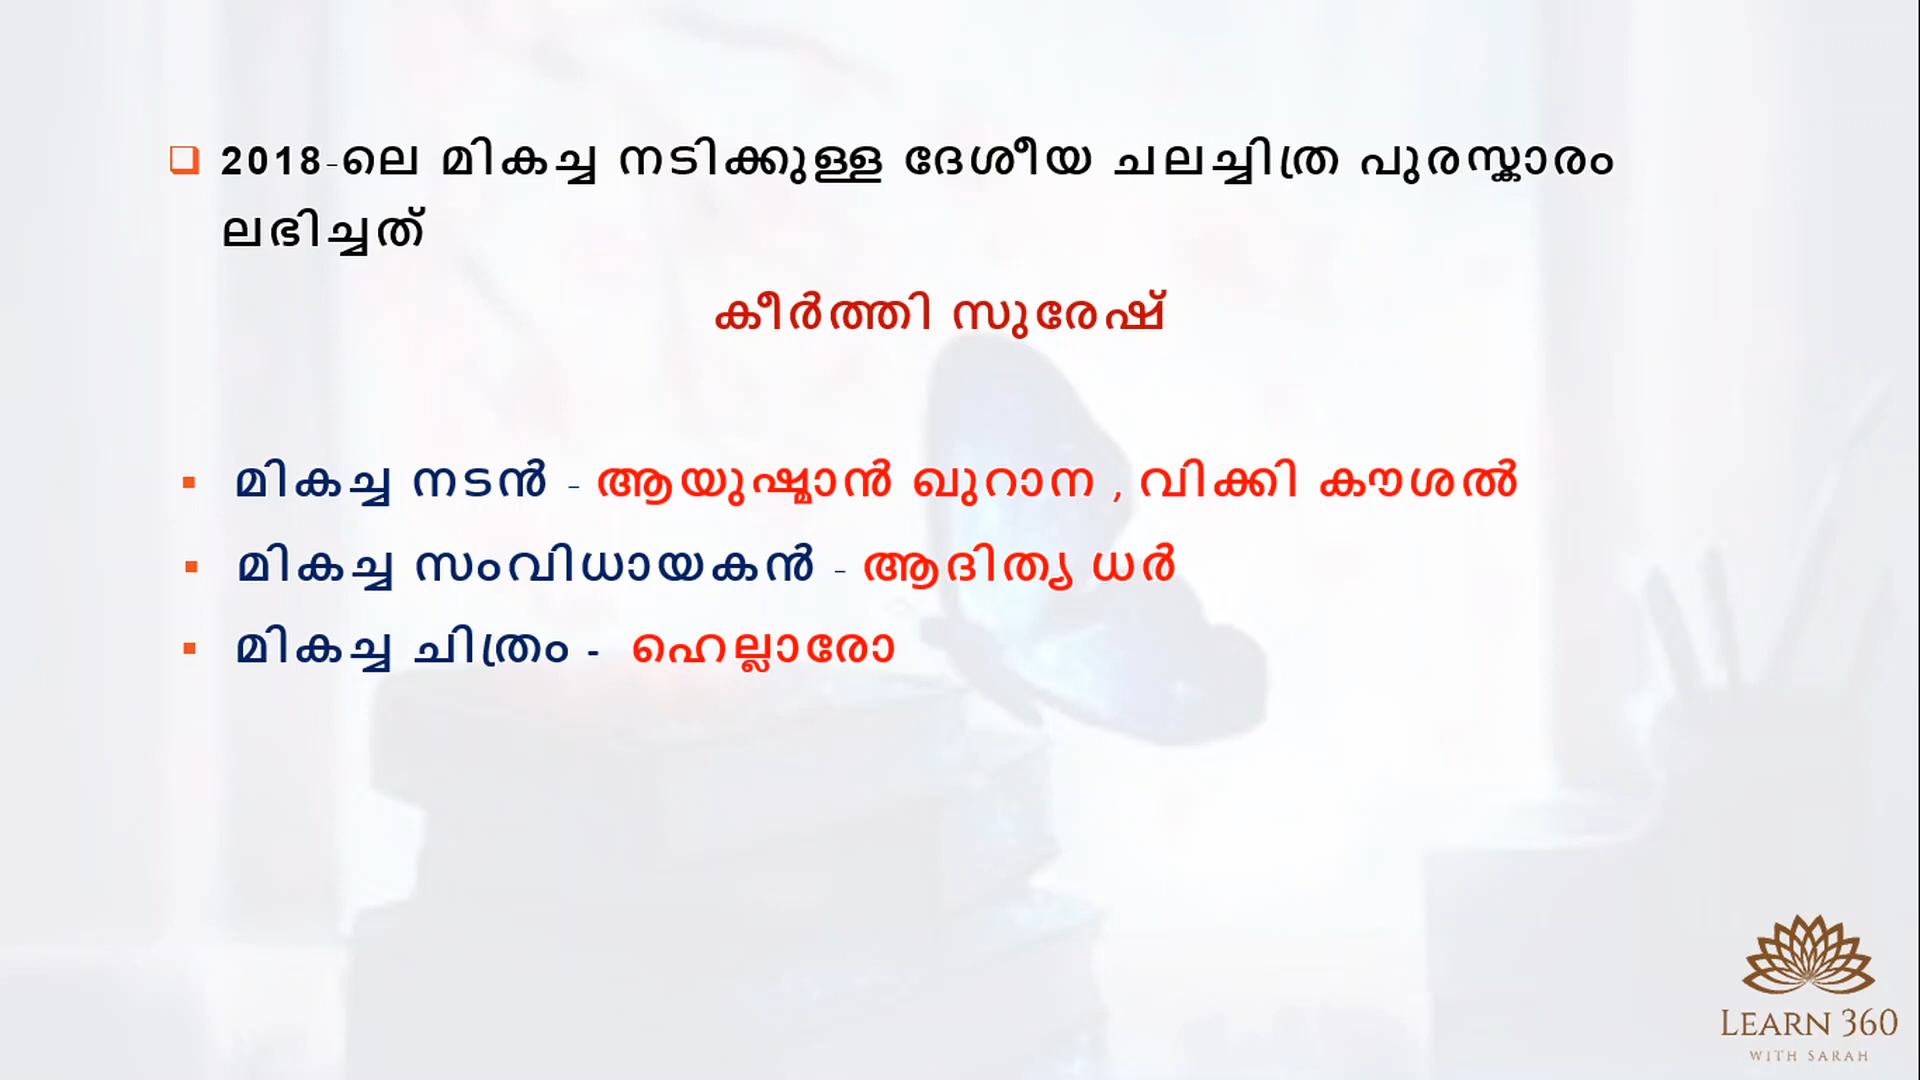 2018-ലെ മികച്ച നടിക്കുള്ള ദേശീയ ചലച്ചിത്ര പുരസ്കാരം
ലഭിച്ചത്
കീർത്തി സുരേഷ്
മികച്ച നടൻ - ആയുഷ്മാൻ ഖുറാന , വിക്കി കൗശൽ
മികച്ച സംവിധായകൻ - ആദിത്യ ധർ
മികച്ച ചിത്രം - ഹെല്ലാരോ
LEARN 360
WITH SARAH